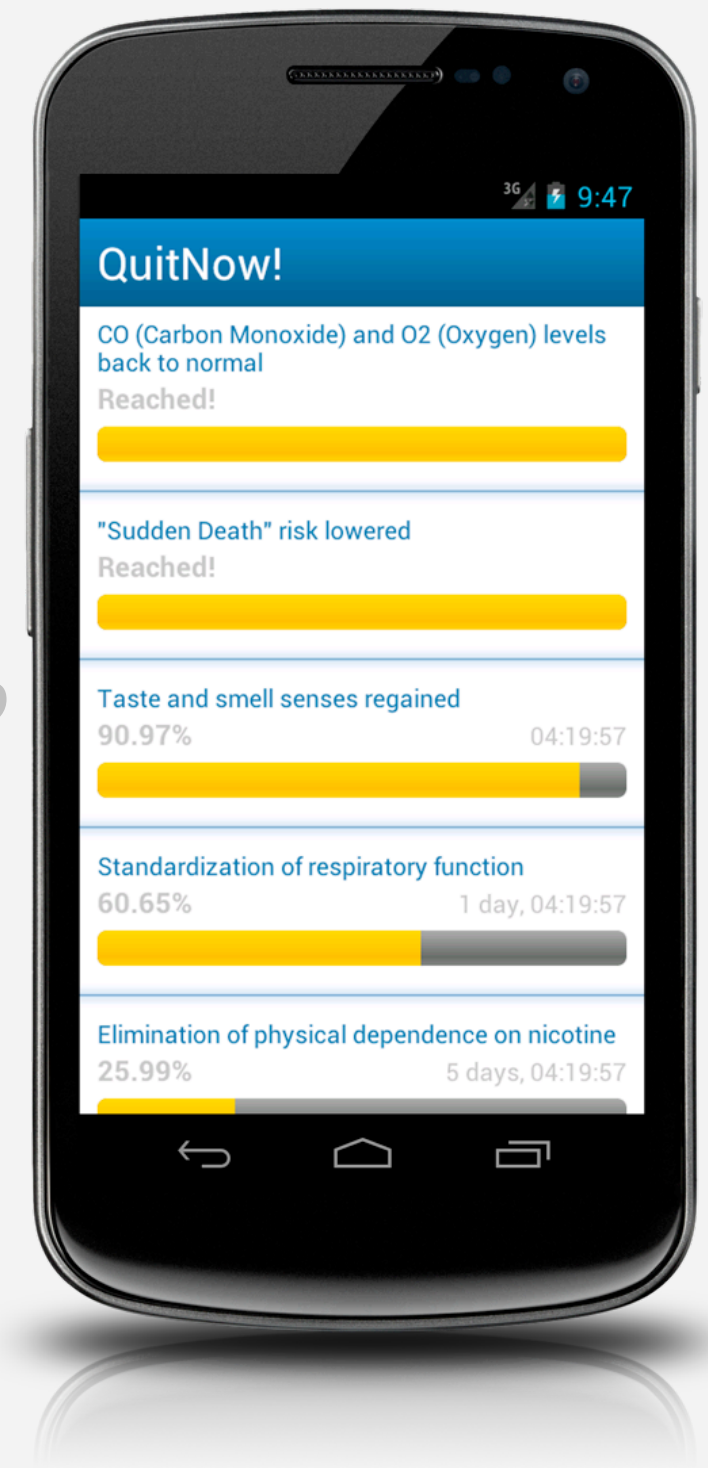 3G 9:47
QuitNow!
CO (Carbon Monoxide) and O2 (Oxygen) levels
back to normal
Reached!
"Sudden Death" risk lowered
Reached!
Taste and smell senses regained
90.97% 04:19:57
Standardization of respiratory function
60.65% 1 day, 04:19:57
Elimination of physical dependence on nicotine
25.99% 5 days, 04:19:57